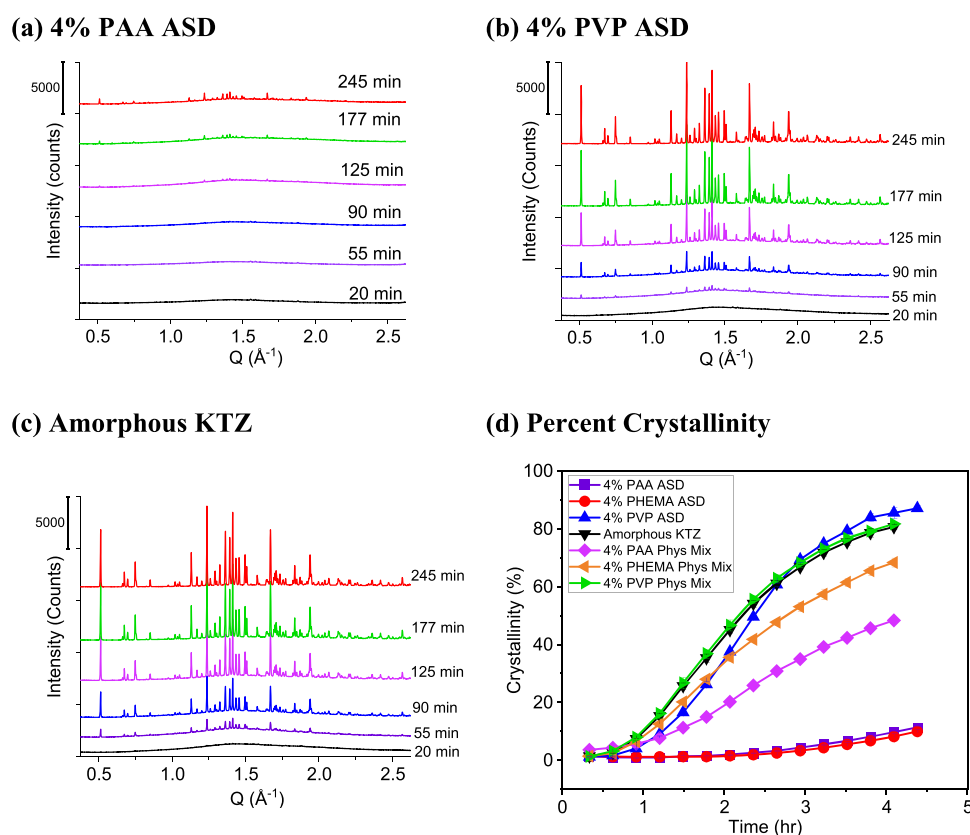 (a) 4% PAA ASD
5000
Intensity (counts)
245 min
177 min
125 min
90 min
55 min
20 min
0.5 1.0 1.5 2.0 2.5
Q (Å-1)
(b) 4% PVP ASD
5000
Intensity (Counts)
245 min
177 min
125 min
90 min
55 min
20 min
0.5 1.0 1.5 2.0 2.5
Q (Å-1)
(c) Amorphous KTZ
5000
Intensity (Counts)
245 min
177 min
125 min
90 min
55 min
20 min
0.5 1.0 1.5 2.0 2.5
Q (Å-1)
(d) Percent Crystallinity
Crystallinity (%)
100
80
60
40
20
0
4% PAA ASD
4% PHEMA ASD
4% PVP ASD
Amorphous KTZ
4% PAA Phys Mix
4% PHEMA Phys Mix
4% PVP Phys Mix
0 1 2 3 4 5
Time (hr)